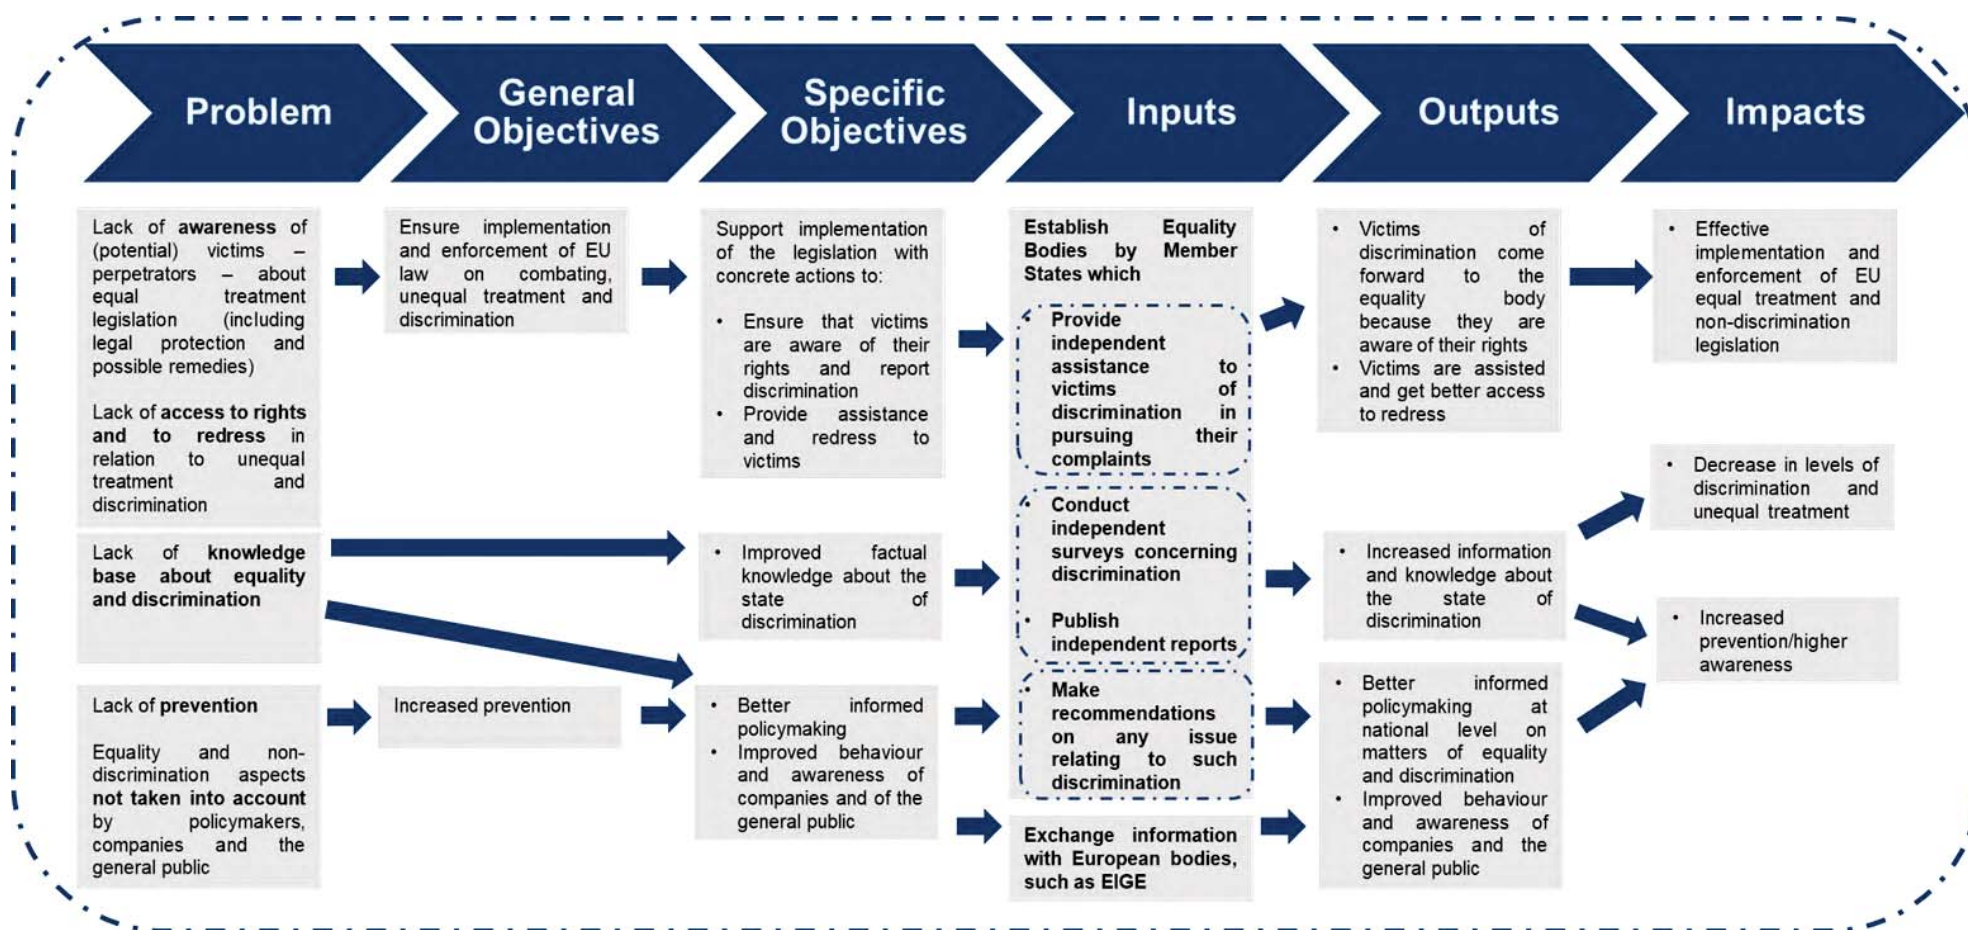 Problem
General
Objectives
Specific
Objectives
Inputs
Outputs
Impacts
Lack of awareness of
(potential) victims –
perpetrators – about
equal treatment
legislation (including
legal protection and
possible remedies)
Lack of access to rights
and to redress in
relation to unequal
treatment and
discrimination
Lack of knowledge
base about equality
and discrimination
Lack of prevention
Equality and non-
discrimination aspects
not taken into account
by policymakers,
companies and the
general public
Ensure implementation
and enforcement of EU
law on combating,
unequal treatment and
discrimination
Increased prevention
Support implementation
of the legislation with
concrete actions to:
• Ensure that victims
are aware of their
rights and report
discrimination
• Provide assistance
and redress to
victims
• Improved factual
knowledge about the
state of
discrimination
• Better informed
policymaking
• Improved behaviour
and awareness of
companies and of the
general public
Establish Equality
Bodies by Member
States which
• Provide
independent
assistance to
victims of
discrimination in
pursuing their
complaints
• Conduct
independent
surveys concerning
discrimination
• Publish
independent reports
• Make
recommendations
on any issue
relating to such
discrimination
Exchange information
with European bodies,
such as EIGE
• Victims of
discrimination come
forward to the
equality body
because they are
aware of their rights
• Victims are assisted
and get better access
to redress
• Increased information
and knowledge about
the state of
discrimination
• Better informed
policymaking at
national level on
matters of equality
and discrimination
• Improved behaviour
and awareness of
companies and the
general public
• Effective
implementation and
enforcement of EU
equal treatment and
non-discrimination
legislation
• Decrease in levels of
discrimination and
unequal treatment
• Increased
prevention/higher
awareness